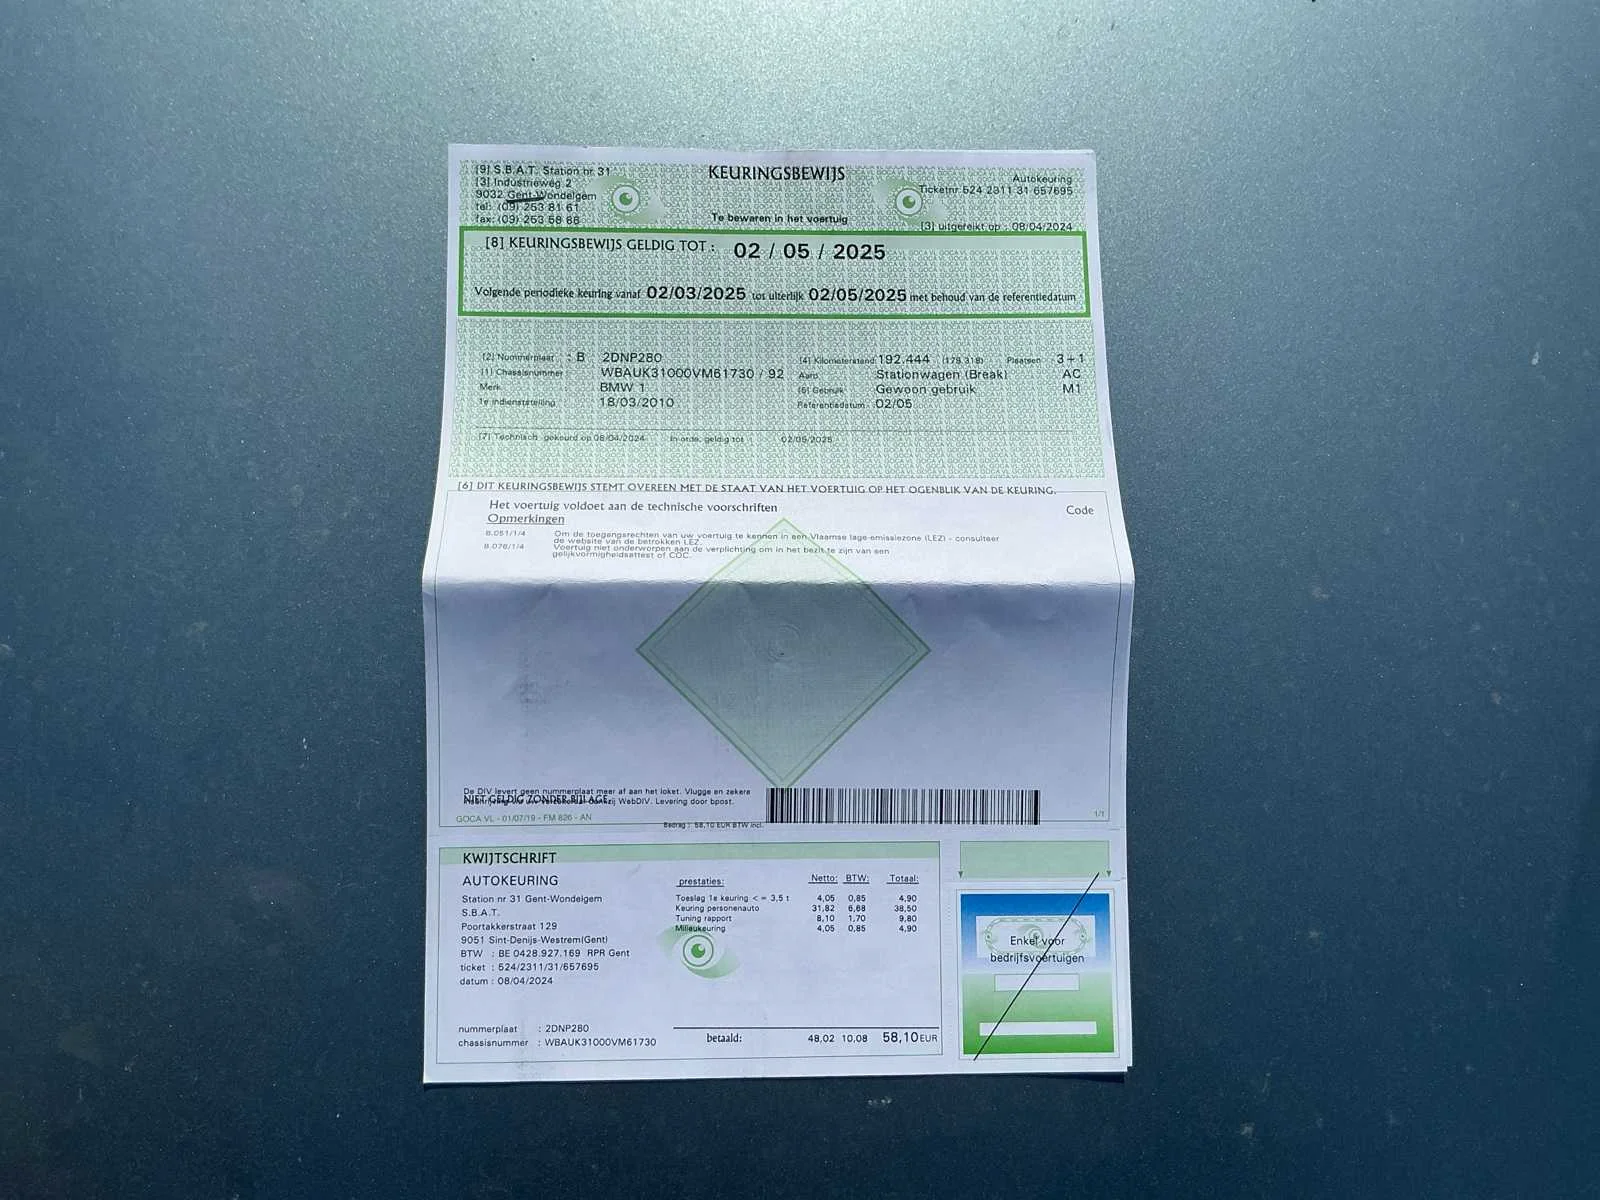 [9] S.B.A.T. Station nr 31
[3] Industrieweg 2
9032 Gent-Wondelgem
tel: (09) 253 81 61
fax: (09) 253 58 88
KEURINGSBEWIJS
Te bewaren in het voertuig
Autokeuring
Ticketnr 524 2311 31 657695
[3] uitgereikt op : 08/04/2024
[8] KEURINGSBEWIJS GELDIG TOT : 02 / 05 / 2025
Volgende periodieke keuring vanaf 02/03/2025 tot uiterlijk 02/05/2025 met behoud van de referentiedatum
[2] Nummerplaat : B 2DNP280
[4] Kilometerstand: 192.444 (179.318) Plaatsen 3+1
[1] Chassisnummer : WBAUK31000VM61730 / 92
Aard : Stationwagen (Break) AC
Merk : BMW 1
[5] Gebruik : Gewoon gebruik M1
1e indienststelling : 18/03/2010
Referentiedatum : 02/05
[7] Technisch gekeurd op 08/04/2024 In orde, geldig tot 02/05/2025
[6] DIT KEURINGSBEWIJS STEMT OVEREEN MET DE STAAT VAN HET VOERTUIG OP HET OGENBLIK VAN DE KEURING.
Het voertuig voldoet aan de technische voorschriften
Code
Opmerkingen
8.051/1/4 Om de toegangsrechten van uw voertuig te kennen in een Vlaamse lage-emissiezone (LEZ) - consulteer
de website van de betrokken LEZ.
8.076/1/4 Voertuig niet onderworpen aan de verplichting om in het bezit te zijn van een
gelijkvormigheidsattest of COC.
De DIV levert geen nummerplaat meer af aan het loket. Vlugge en zekere
NIET GELDIG ZONDER BIJLAGE
inschrijving via uw verzekeraar dankzij WebDIV. Levering door bpost.
GOCA VL - 01/07/19 - FM 826 - AN
Bedrag : 58,10 EUR BTW incl.
1/1
KWIJTSCHRIFT
AUTOKEURING
Station nr 31 Gent-Wondelgem
S.B.A.T.
Poortakkerstraat 129
9051 Sint-Denijs-Westrem(Gent)
BTW : BE 0428.927.169 RPR Gent
ticket : 524/2311/31/657695
datum : 08/04/2024
nummerplaat : 2DNP280
chassisnummer : WBAUK31000VM61730
prestaties: Netto: BTW: Totaal:
Toeslag 1e keuring <= 3,5 t 4,05 0,85 4,90
Keuring personenauto 31,82 6,68 38,50
Tuning rapport 8,10 1,70 9,80
Milieukeuring 4,05 0,85 4,90
betaald: 48,02 10,08 58,10 EUR
Enkel voor
bedrijfsvoertuigen